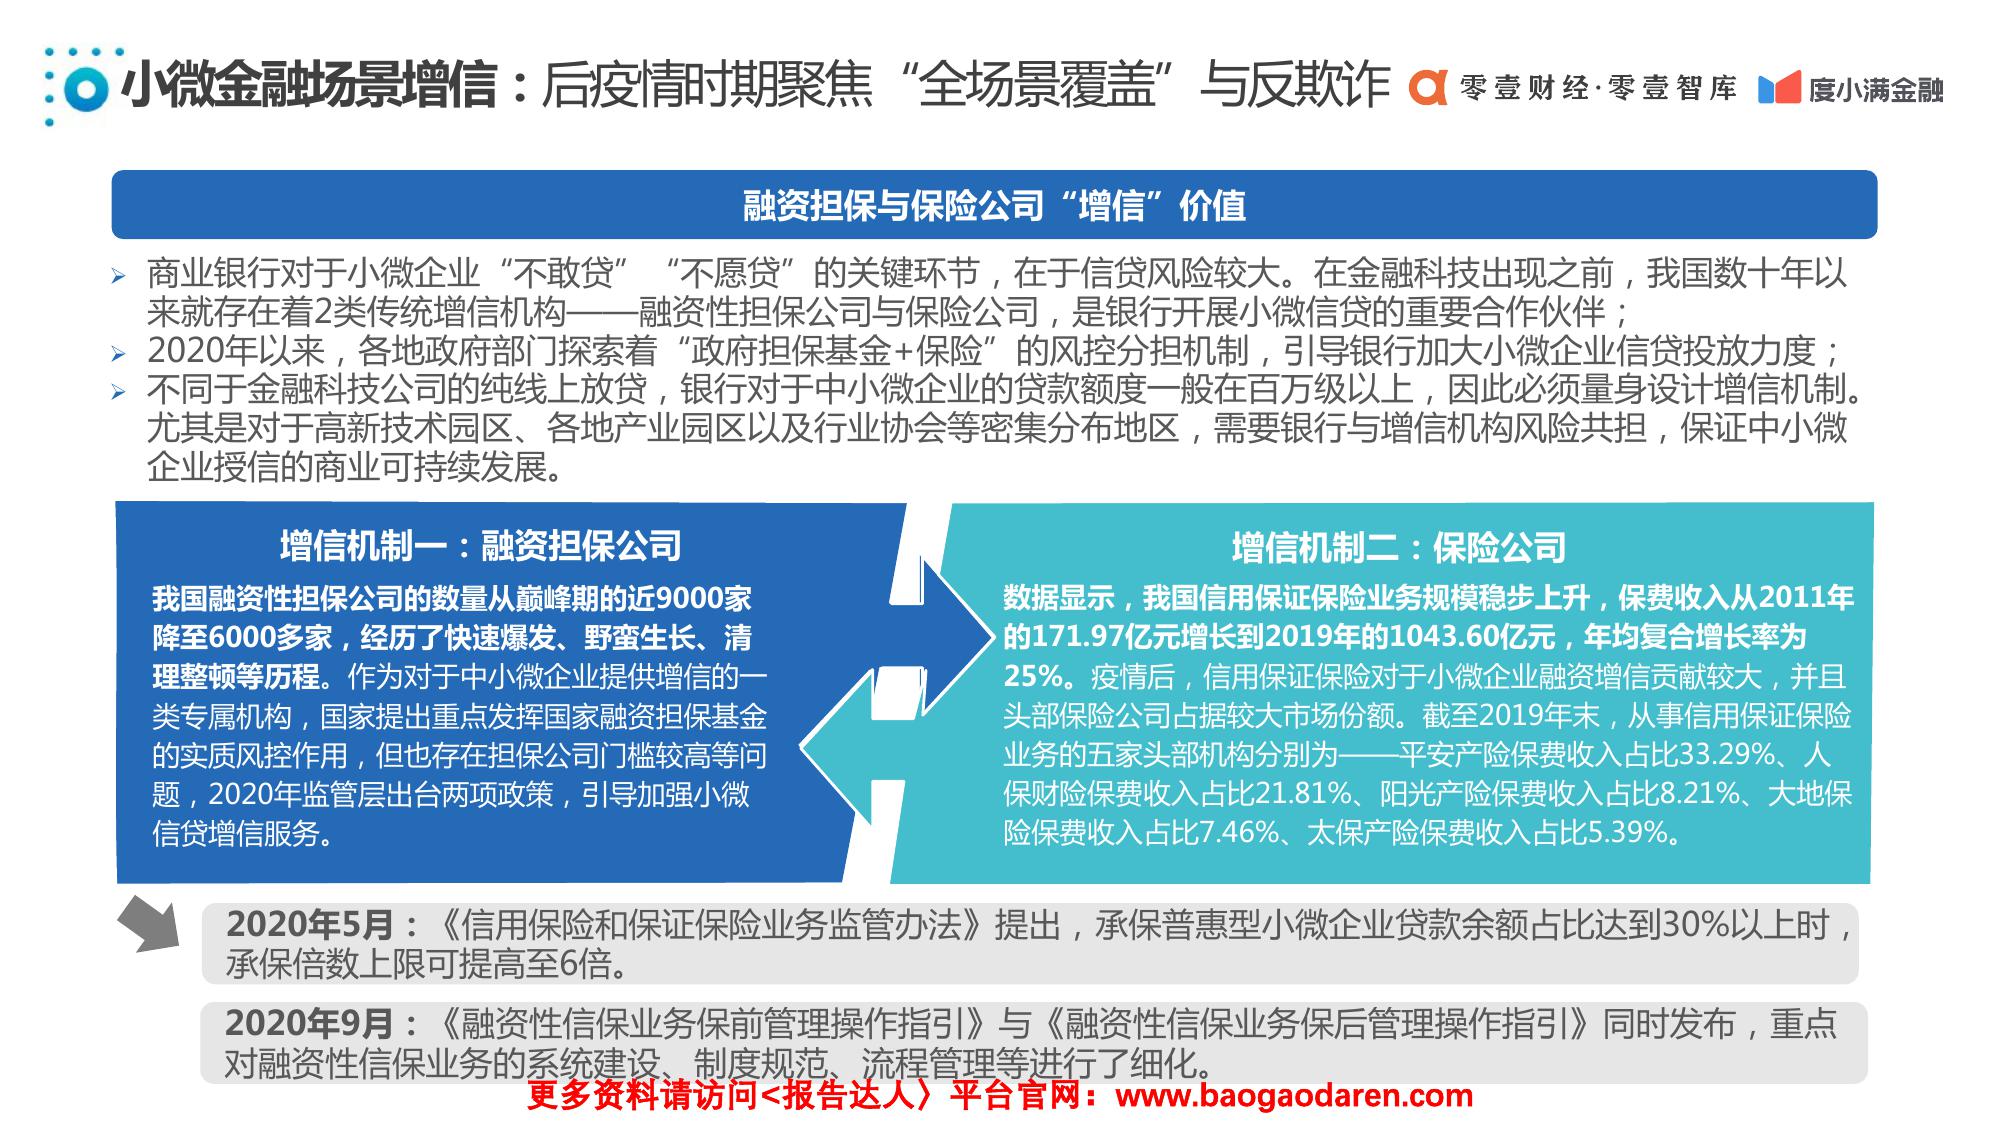 小微金融场景增信：后疫情时期聚焦“全场景覆盖”与反欺诈
零壹财经·零壹智库
度小满金融
融资担保与保险公司“增信”价值
商业银行对于小微企业“不敢贷”“不愿贷”的关键环节，在于信贷风险较大。在金融科技出现之前，我国数十年以
来就存在着2类传统增信机构——融资性担保公司与保险公司，是银行开展小微信贷的重要合作伙伴；
2020年以来，各地政府部门探索着“政府担保基金+保险”的风控分担机制，引导银行加大小微企业信贷投放力度；
不同于金融科技公司的纯线上放贷，银行对于中小微企业的贷款额度一般在百万级以上，因此必须量身设计增信机制。
尤其是对于高新技术园区、各地产业园区以及行业协会等密集分布地区，需要银行与增信机构风险共担，保证中小微
企业授信的商业可持续发展。
增信机制一：融资担保公司
我国融资性担保公司的数量从巅峰期的近9000家
降至6000多家，经历了快速爆发、野蛮生长、清
理整顿等历程。作为对于中小微企业提供增信的一
类专属机构，国家提出重点发挥国家融资担保基金
的实质风控作用，但也存在担保公司门槛较高等问
题，2020年监管层出台两项政策，引导加强小微
信贷增信服务。
增信机制二：保险公司
数据显示，我国信用保证保险业务规模稳步上升，保费收入从2011年
的171.97亿元增长到2019年的1043.60亿元，年均复合增长率为
25%。疫情后，信用保证保险对于小微企业融资增信贡献较大，并且
头部保险公司占据较大市场份额。截至2019年末，从事信用保证保险
业务的五家头部机构分别为——平安产险保费收入占比33.29%、人
保财险保费收入占比21.81%、阳光产险保费收入占比8.21%、大地保
险保费收入占比7.46%、太保产险保费收入占比5.39%。
2020年5月：《信用保险和保证保险业务监管办法》提出，承保普惠型小微企业贷款余额占比达到30%以上时，
承保倍数上限可提高至6倍。
2020年9月：《融资性信保业务保前管理操作指引》与《融资性信保业务保后管理操作指引》同时发布，重点
对融资性信保业务的系统建设、制度规范、流程管理等进行了细化。
更多资料请访问<报告达人〉平台官网：www.baogaodaren.com